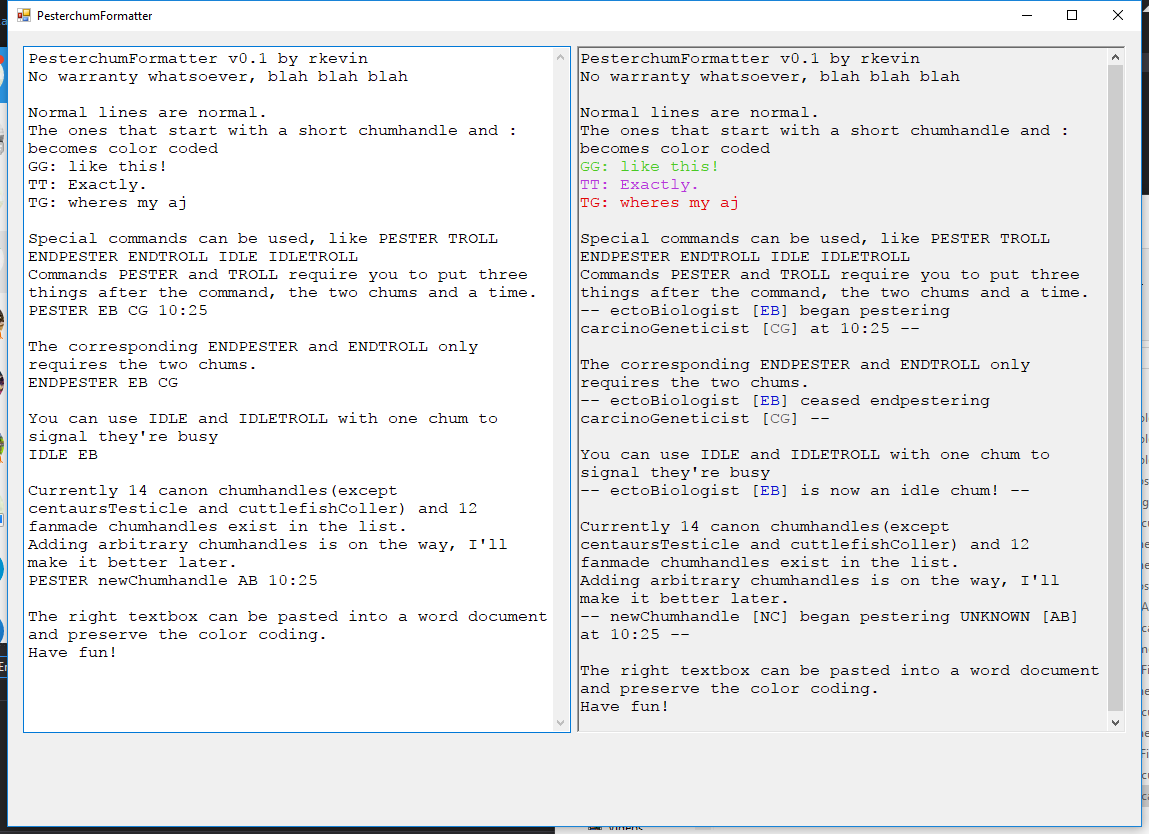 PesterchumFormatter
PesterchumFormatter v0.1 by rkevin
No warranty whatsoever, blah blah blah
Normal lines are normal.
The ones that start with a short chumhandle and :
becomes color coded
GG: like this!
TT: Exactly.
TG: wheres my aj
Special commands can be used, like PESTER TROLL
ENDPESTER ENDTROLL IDLE IDLETROLL
Commands PESTER and TROLL require you to put three
things after the command, the two chums and a time.
PESTER EB CG 10:25
The corresponding ENDPESTER and ENDTROLL only
requires the two chums.
ENDPESTER EB CG
You can use IDLE and IDLETROLL with one chum to
signal they're busy
IDLE EB
Currently 14 canon chumhandles(except
centaursTesticle and cuttlefishColler) and 12
fanmade chumhandles exist in the list.
Adding arbitrary chumhandles is on the way, I'll
make it better later.
PESTER newChumhandle AB 10:25
The right textbox can be pasted into a word document
and preserve the color coding.
Have fun!
PesterchumFormatter v0.1 by rkevin
No warranty whatsoever, blah blah blah
Normal lines are normal.
The ones that start with a short chumhandle and :
becomes color coded
GG: like this!
TT: Exactly.
TG: wheres my aj
Special commands can be used, like PESTER TROLL
ENDPESTER ENDTROLL IDLE IDLETROLL
Commands PESTER and TROLL require you to put three
things after the command, the two chums and a time.
-- ectoBiologist [EB] began pestering
carcinoGeneticist [CG] at 10:25 --
The corresponding ENDPESTER and ENDTROLL only
requires the two chums.
-- ectoBiologist [EB] ceased endpestering
carcinoGeneticist [CG] --
You can use IDLE and IDLETROLL with one chum to
signal they're busy
-- ectoBiologist [EB] is now an idle chum! --
Currently 14 canon chumhandles(except
centaursTesticle and cuttlefishColler) and 12
fanmade chumhandles exist in the list.
Adding arbitrary chumhandles is on the way, I'll
make it better later.
-- newChumhandle [NC] began pestering UNKNOWN [AB]
at 10:25 --
The right textbox can be pasted into a word document
and preserve the color coding.
Have fun!